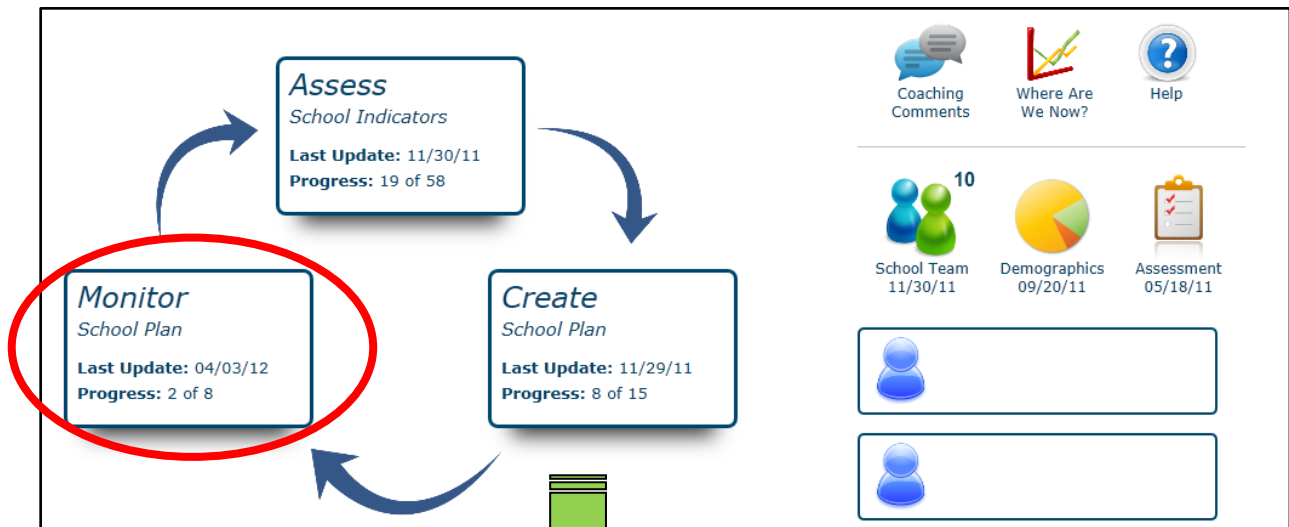 Assess
School Indicators
Last Update: 11/30/11
Progress: 19 of 58
Monitor
School Plan
Last Update: 04/03/12
Progress: 2 of 8
Create
School Plan
Last Update: 11/29/11
Progress: 8 of 15
Coaching
Comments
Where Are
We Now?
?
Help
10
School Team
11/30/11
Demographics
09/20/11
Assessment
05/18/11